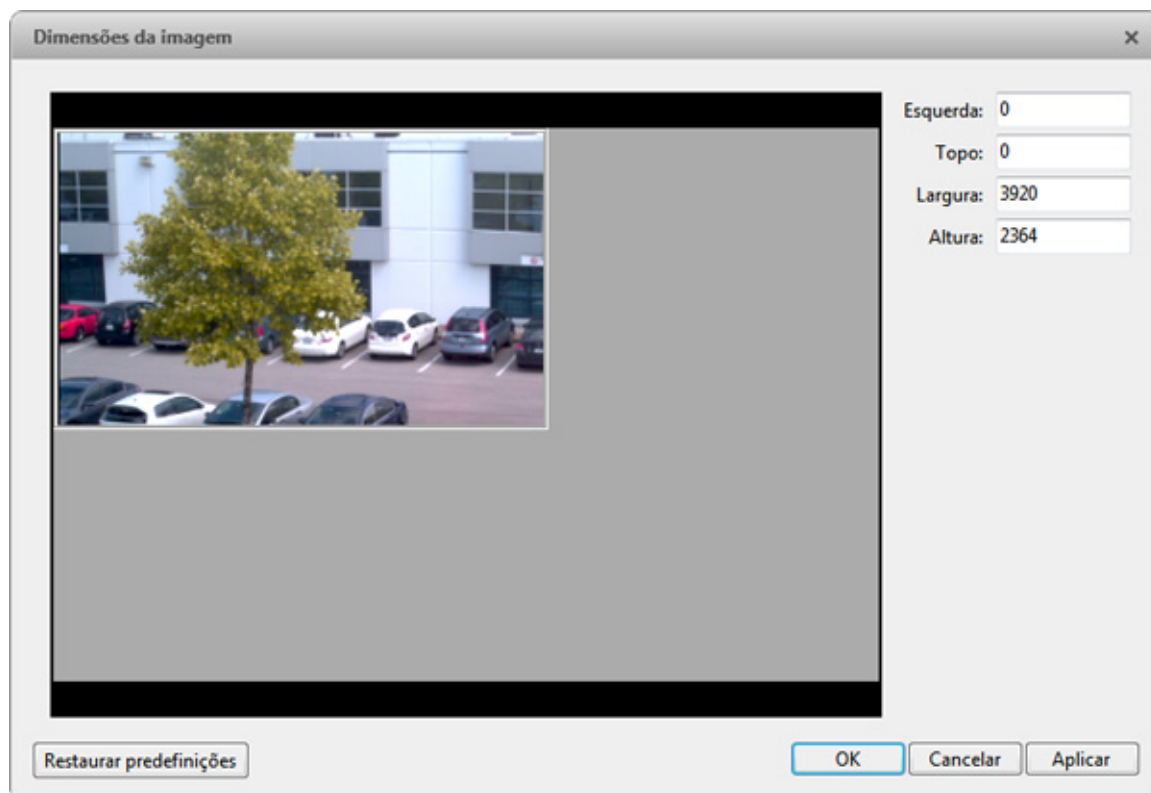 Dimensões da imagem
Esquerda: 0
Topo: 0
Largura: 3920
Altura: 2364
Restaurar predefinições
OK
Cancelar
Aplicar